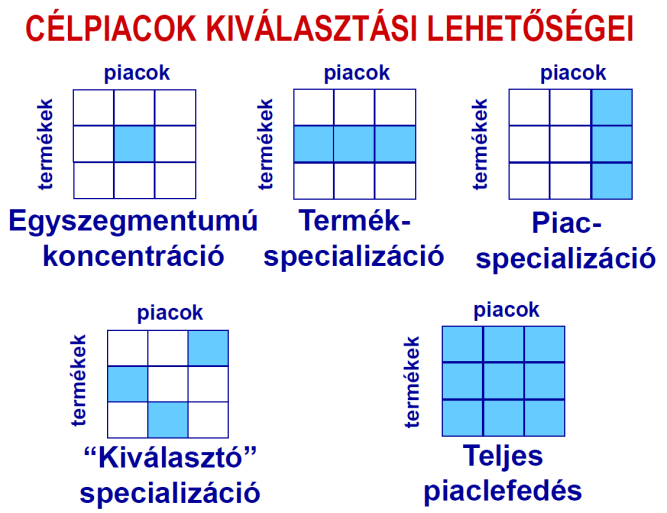 CÉLPIACOK KIVÁLASZTÁSI LEHETŐSÉGEI
piacok
termékek
Egyszegmentumú
koncentráció
piacok
termékek
Termék-
specializáció
piacok
termékek
Piac-
specializáció
piacok
termékek
“Kiválasztó”
specializáció
piacok
termékek
Teljes
piaclefedés